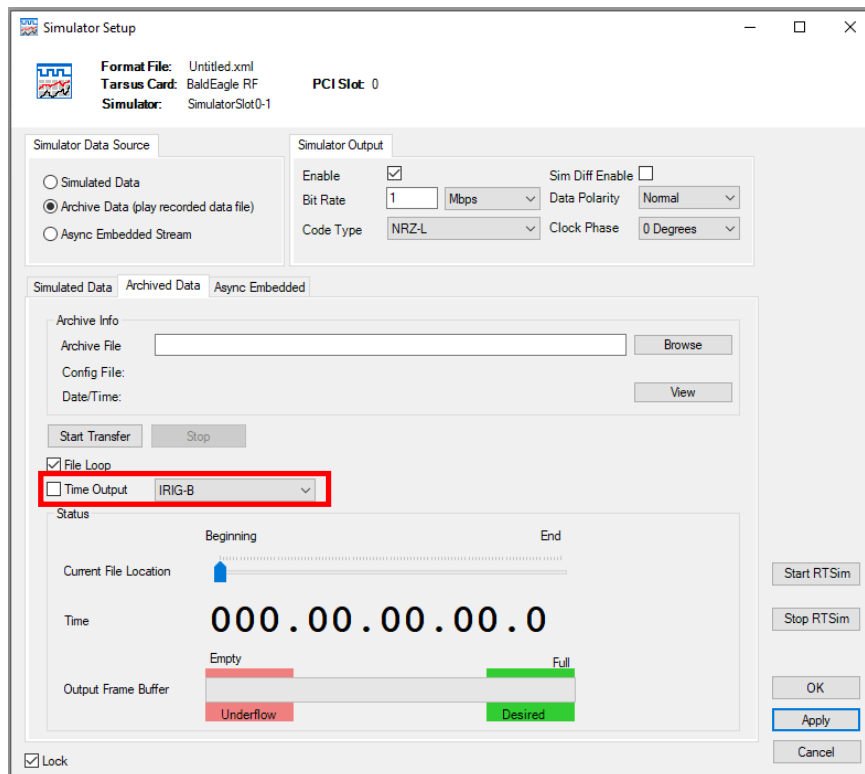 Simulator Setup
Format File: Untitled.xml
Tarsus Card: BaldEagle RF PCI Slot: 0
Simulator: SimulatorSlot0-1
Simulator Data Source
Simulated Data
Archive Data (play recorded data file)
Async Embedded Stream
Simulator Output
Enable Sim Diff Enable
Bit Rate 1 Mbps Data Polarity Normal
Code Type NRZ-L Clock Phase 0 Degrees
Simulated Data Archived Data Async Embedded
Archive Info
Archive File Browse
Config File:
Date/Time: View
Start Transfer Stop
File Loop
Time Output IRIG-B
Status
Beginning End
Current File Location
Time 000.00.00.00.0
Empty Full
Output Frame Buffer
Underflow Desired
Start RTSim
Stop RTSim
OK
Apply
Cancel
Lock